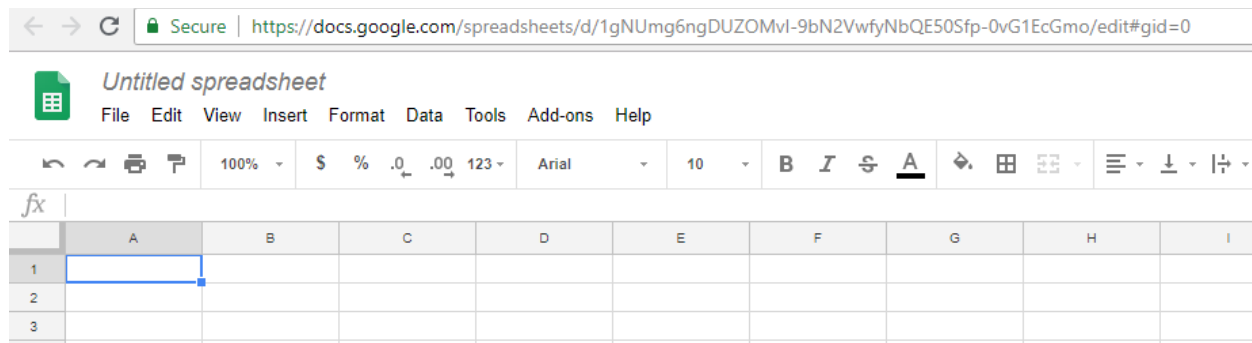 Secure | https://docs.google.com/spreadsheets/d/1gNUmg6ngDUZOMvI-9bN2VwfyNbQE50Sfp-0vG1EcGmo/edit#gid=0
Untitled spreadsheet
File Edit View Insert Format Data Tools Add-ons Help
100% $ % .0 .00 123 Arial 10 B I S A
fx
A B C D E F G H I
1
2
3